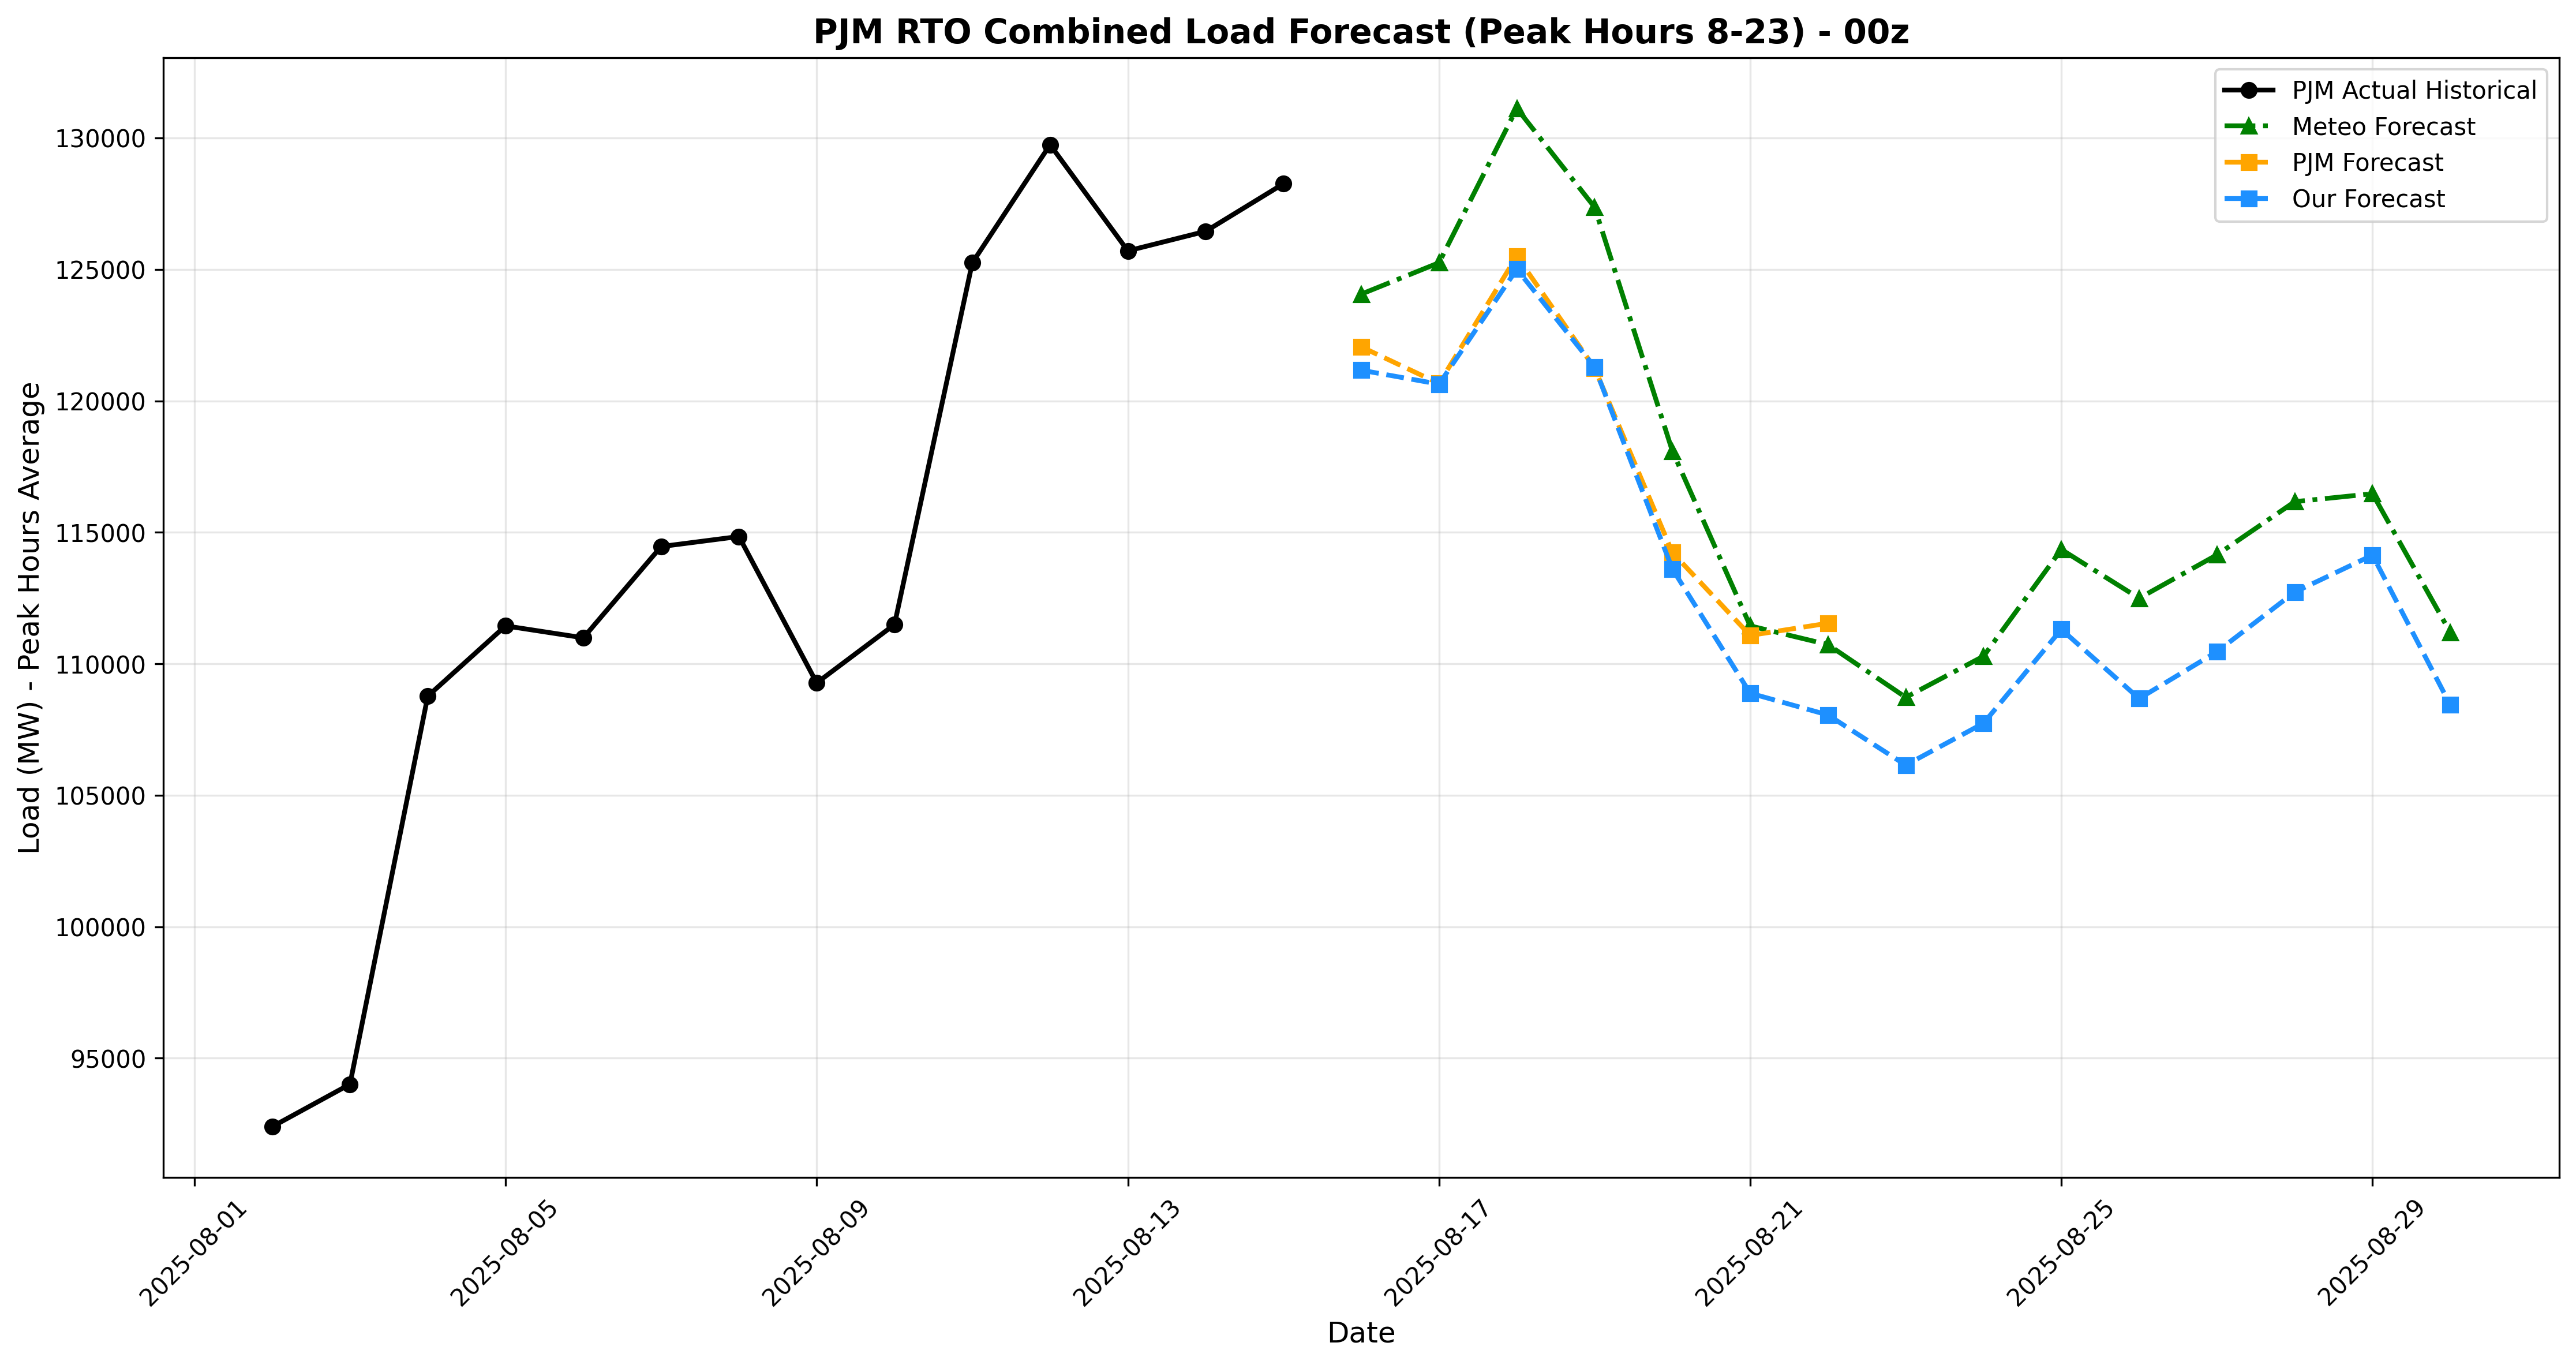 PJM RTO Combined Load Forecast (Peak Hours 8-23) - 00z
PJM Actual Historical
Meteo Forecast
PJM Forecast
Our Forecast
Load (MW) - Peak Hours Average
130000
125000
120000
115000
110000
105000
100000
95000
2025-08-01
2025-08-05
2025-08-09
2025-08-13
2025-08-17
2025-08-21
2025-08-25
2025-08-29
Date